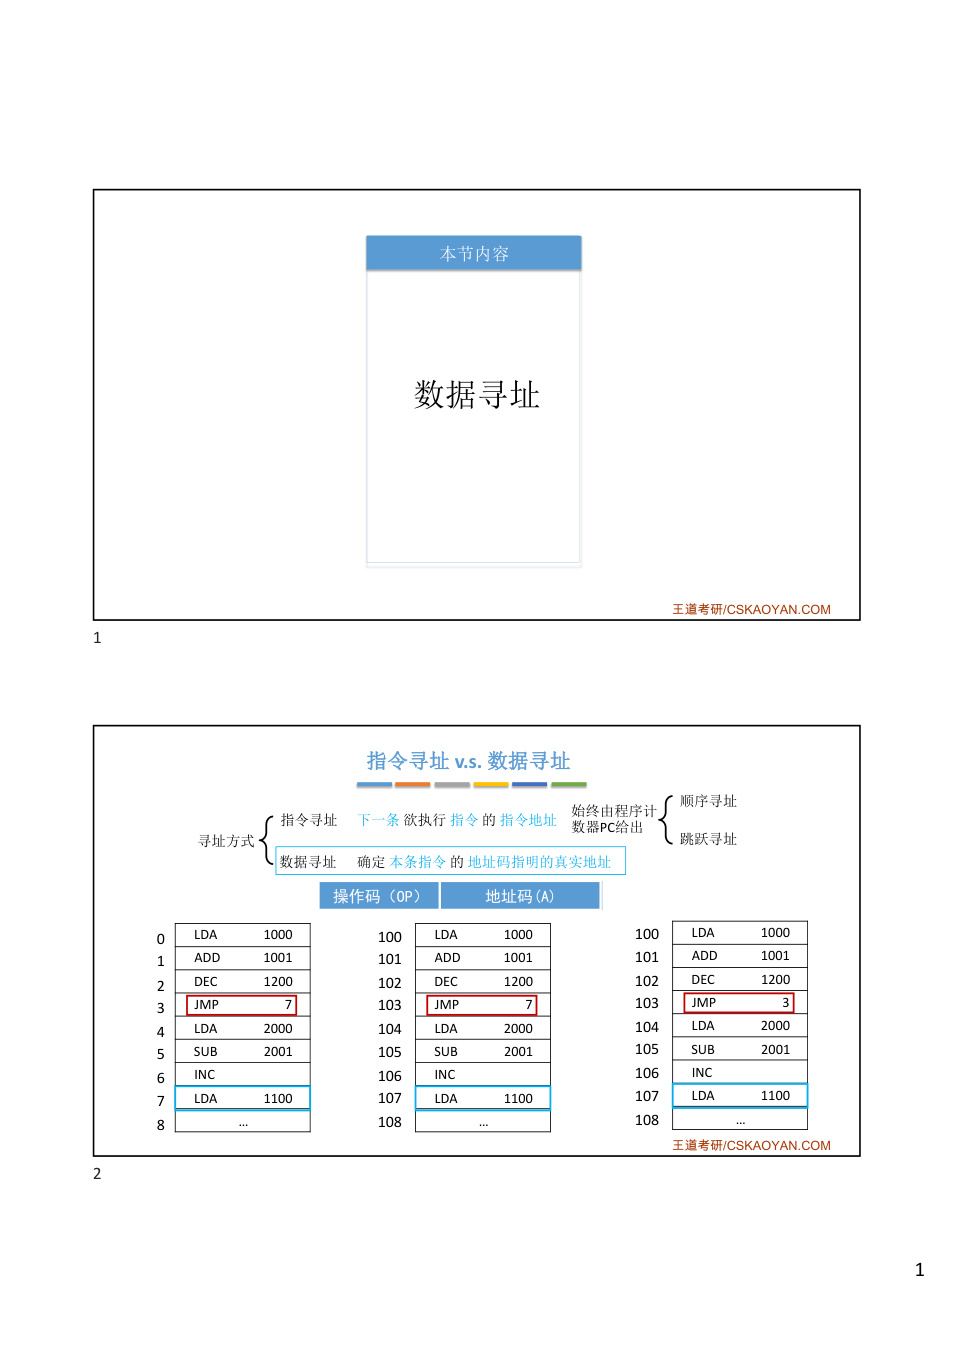 本节内容
数据寻址
王道考研/CSKAOYAN.COM
1
指令寻址 v.s. 数据寻址
寻址方式
指令寻址 下一条 欲执行 指令 的 指令地址
始终由程序计
数器PC给出
顺序寻址
跳跃寻址
数据寻址 确定 本条指令 的 地址码指明的真实地址
操作码（OP） 地址码(A)
0 LDA 1000
1 ADD 1001
2 DEC 1200
3 JMP 7
4 LDA 2000
5 SUB 2001
6 INC
7 LDA 1100
8 ...
100 LDA 1000
101 ADD 1001
102 DEC 1200
103 JMP 7
104 LDA 2000
105 SUB 2001
106 INC
107 LDA 1100
108 ...
100 LDA 1000
101 ADD 1001
102 DEC 1200
103 JMP 3
104 LDA 2000
105 SUB 2001
106 INC
107 LDA 1100
108 ...
王道考研/CSKAOYAN.COM
2
1